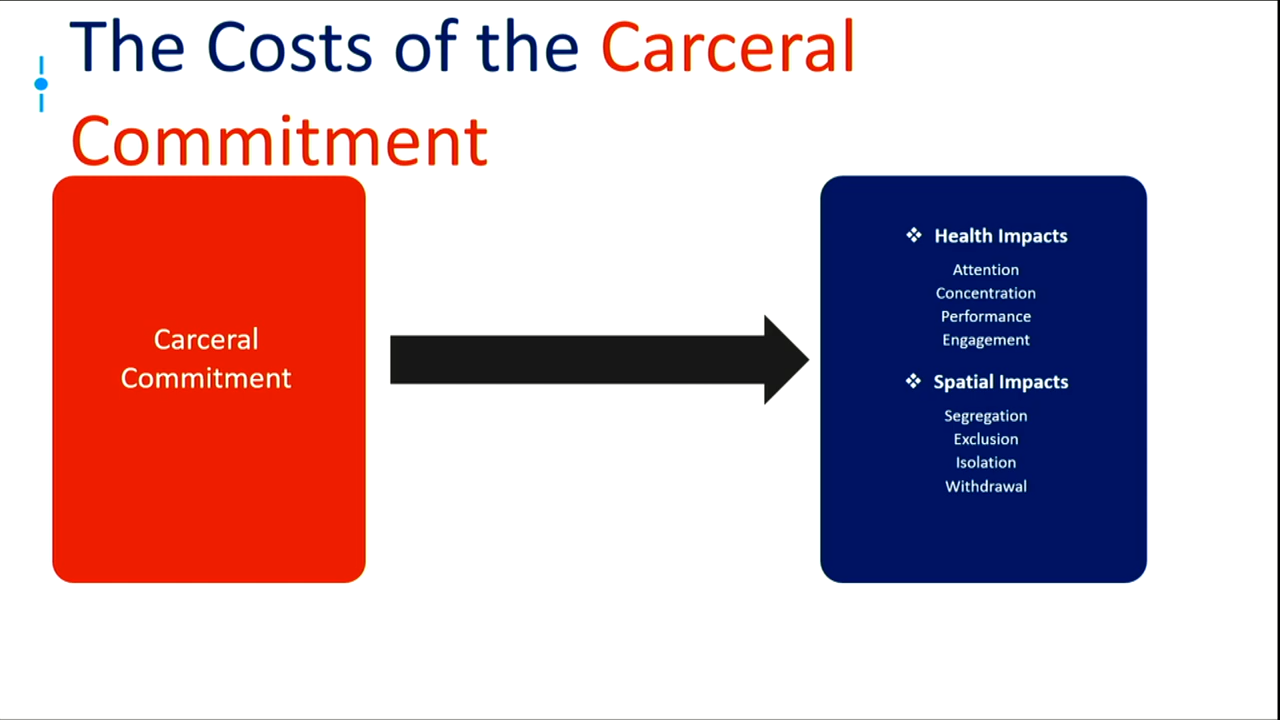 The Costs of the Carceral
Commitment
Carceral
Commitment
❖ Health Impacts
Attention
Concentration
Performance
Engagement
❖ Spatial Impacts
Segregation
Exclusion
Isolation
Withdrawal